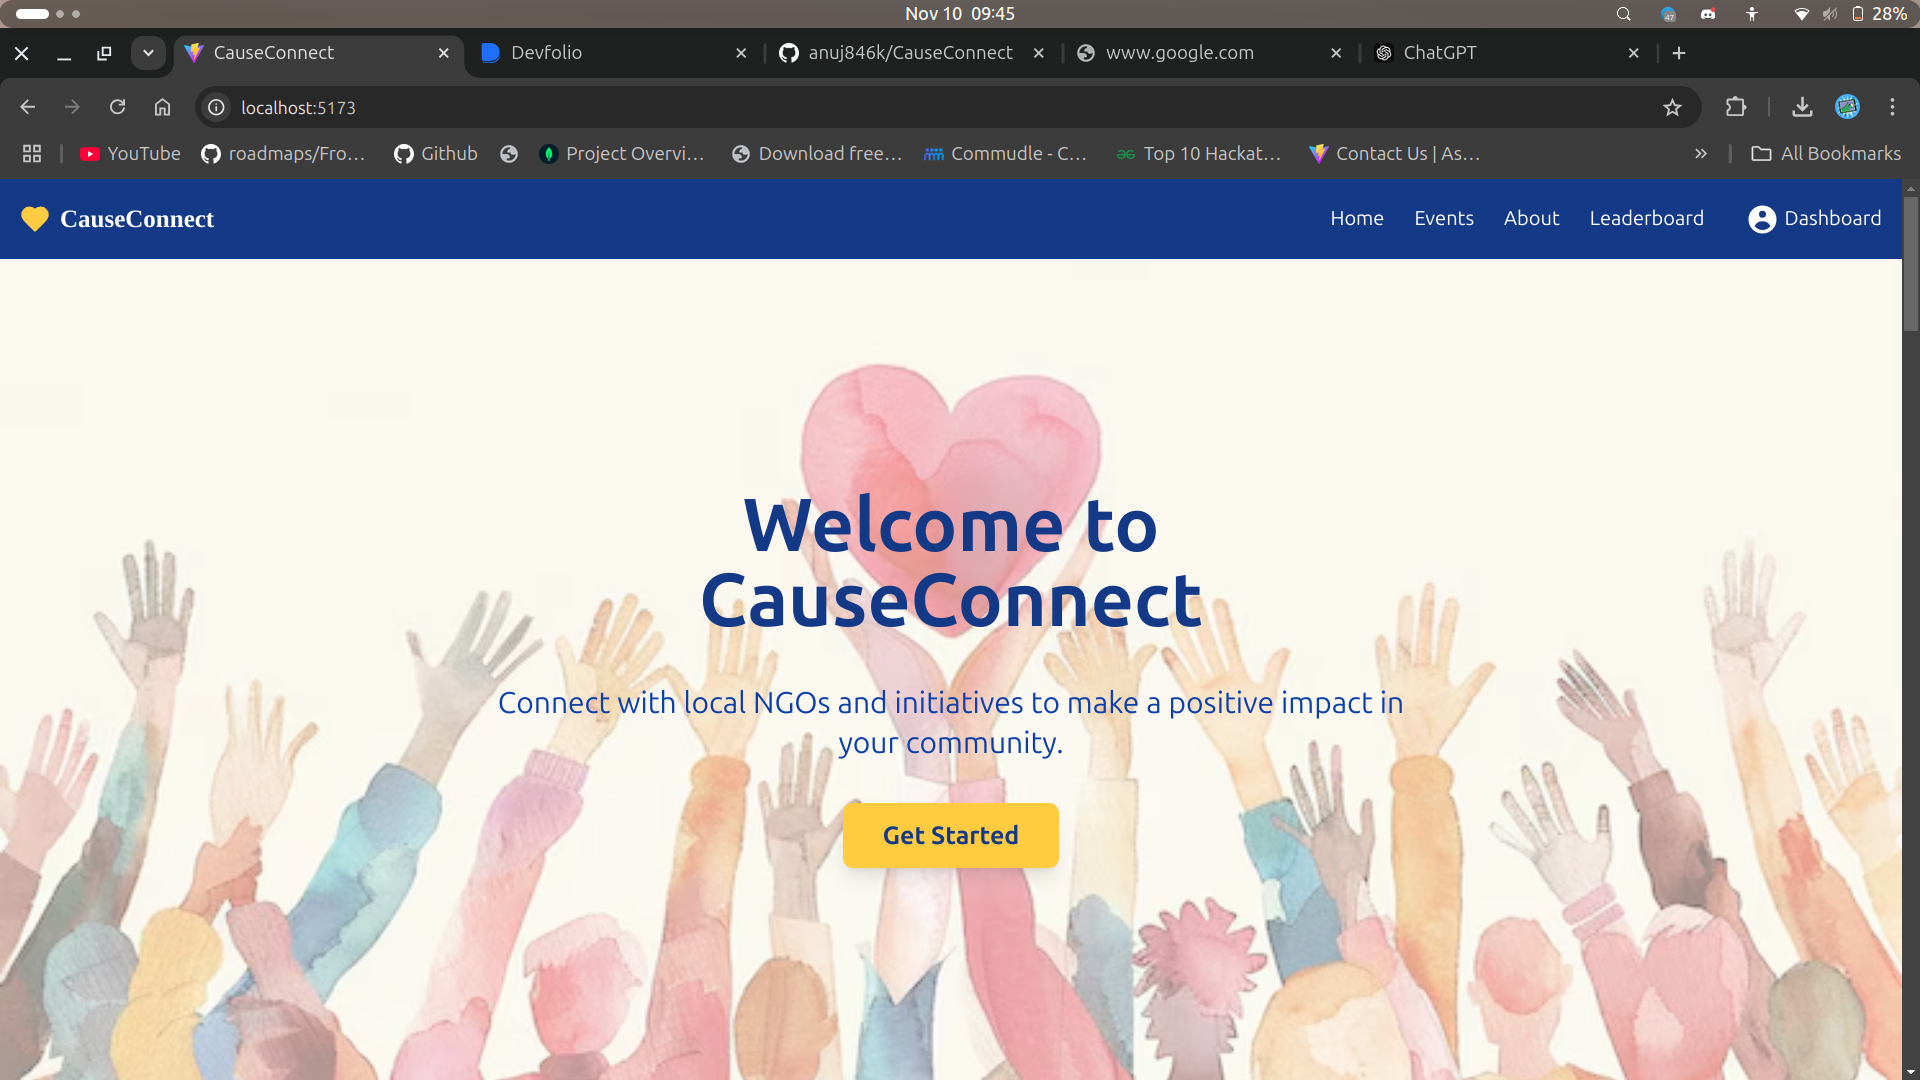 Nov 10 09:45
47
28%
CauseConnect
Devfolio
anuj846k/CauseConnect
www.google.com
ChatGPT
localhost:5173
YouTube
roadmaps/Fro...
Github
Project Overvi...
Download free...
Commudle - C...
Top 10 Hackat...
Contact Us | As...
All Bookmarks
CauseConnect
Home
Events
About
Leaderboard
Dashboard
Welcome to
CauseConnect
Connect with local NGOs and initiatives to make a positive impact in
your community.
Get Started